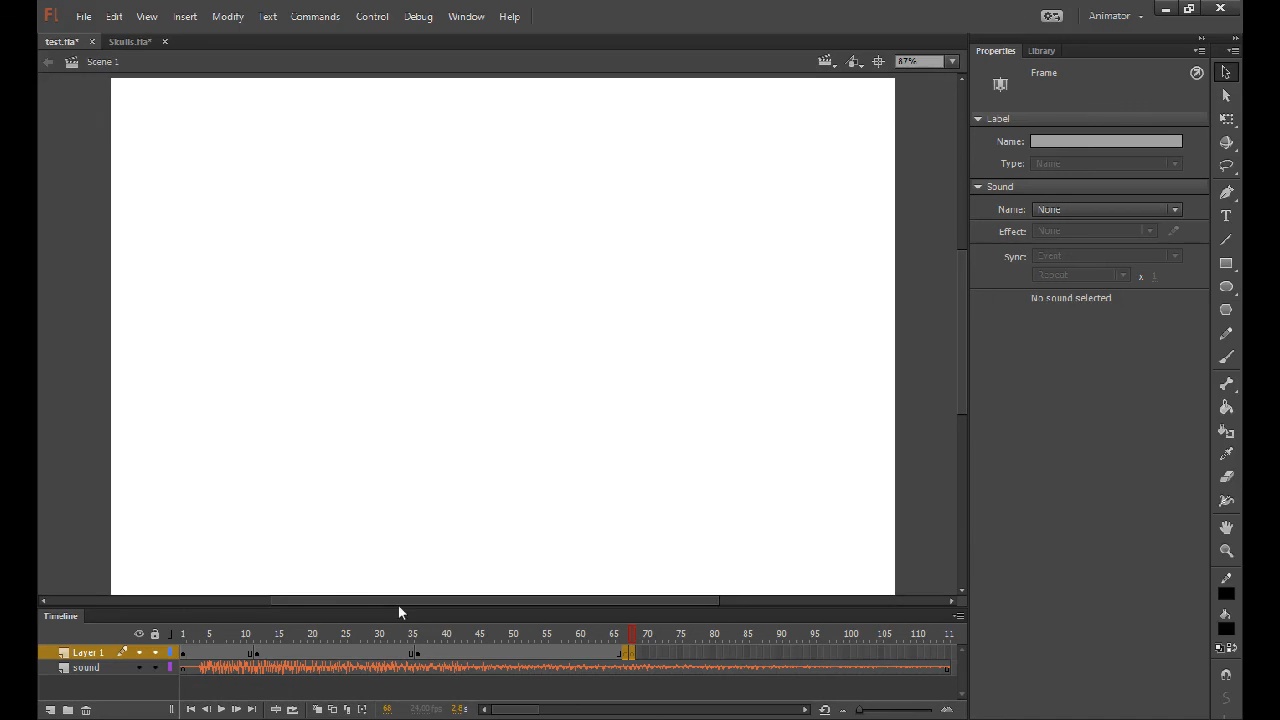 Fl File Edit View Insert Modify Text Commands Control Debug Window Help Animator
test.fla* Skulls.fla*
Scene 1 87%
Properties Library
Frame
Label
Name:
Type: Name
Sound
Name: None
Effect: None
Sync: Event
Repeat x 1
No sound selected
Timeline
1 5 10 15 20 25 30 35 40 45 50 55 60 65 70 75 80 85 90 95 100 105 11
Layer 1
sound
68 24.00 fps 2.8 s